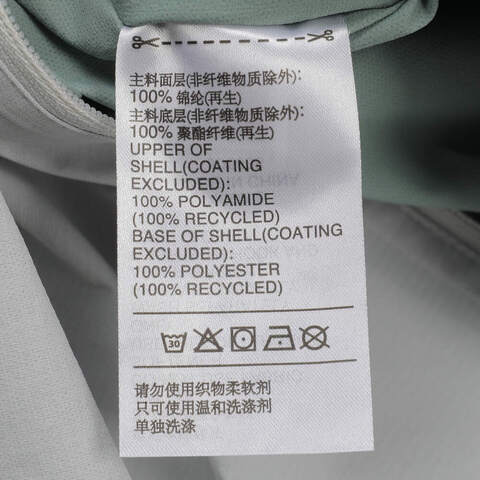 主料面层(非纤维物质除外):
100% 锦纶(再生)
主料底层(非纤维物质除外):
100% 聚酯纤维(再生)
UPPER OF
SHELL(COATING
EXCLUDED):
100% POLYAMIDE
(100% RECYCLED)
BASE OF SHELL(COATING
EXCLUDED):
100% POLYESTER
(100% RECYCLED)
30
请勿使用织物柔软剂
只可使用温和洗涤剂
单独洗涤